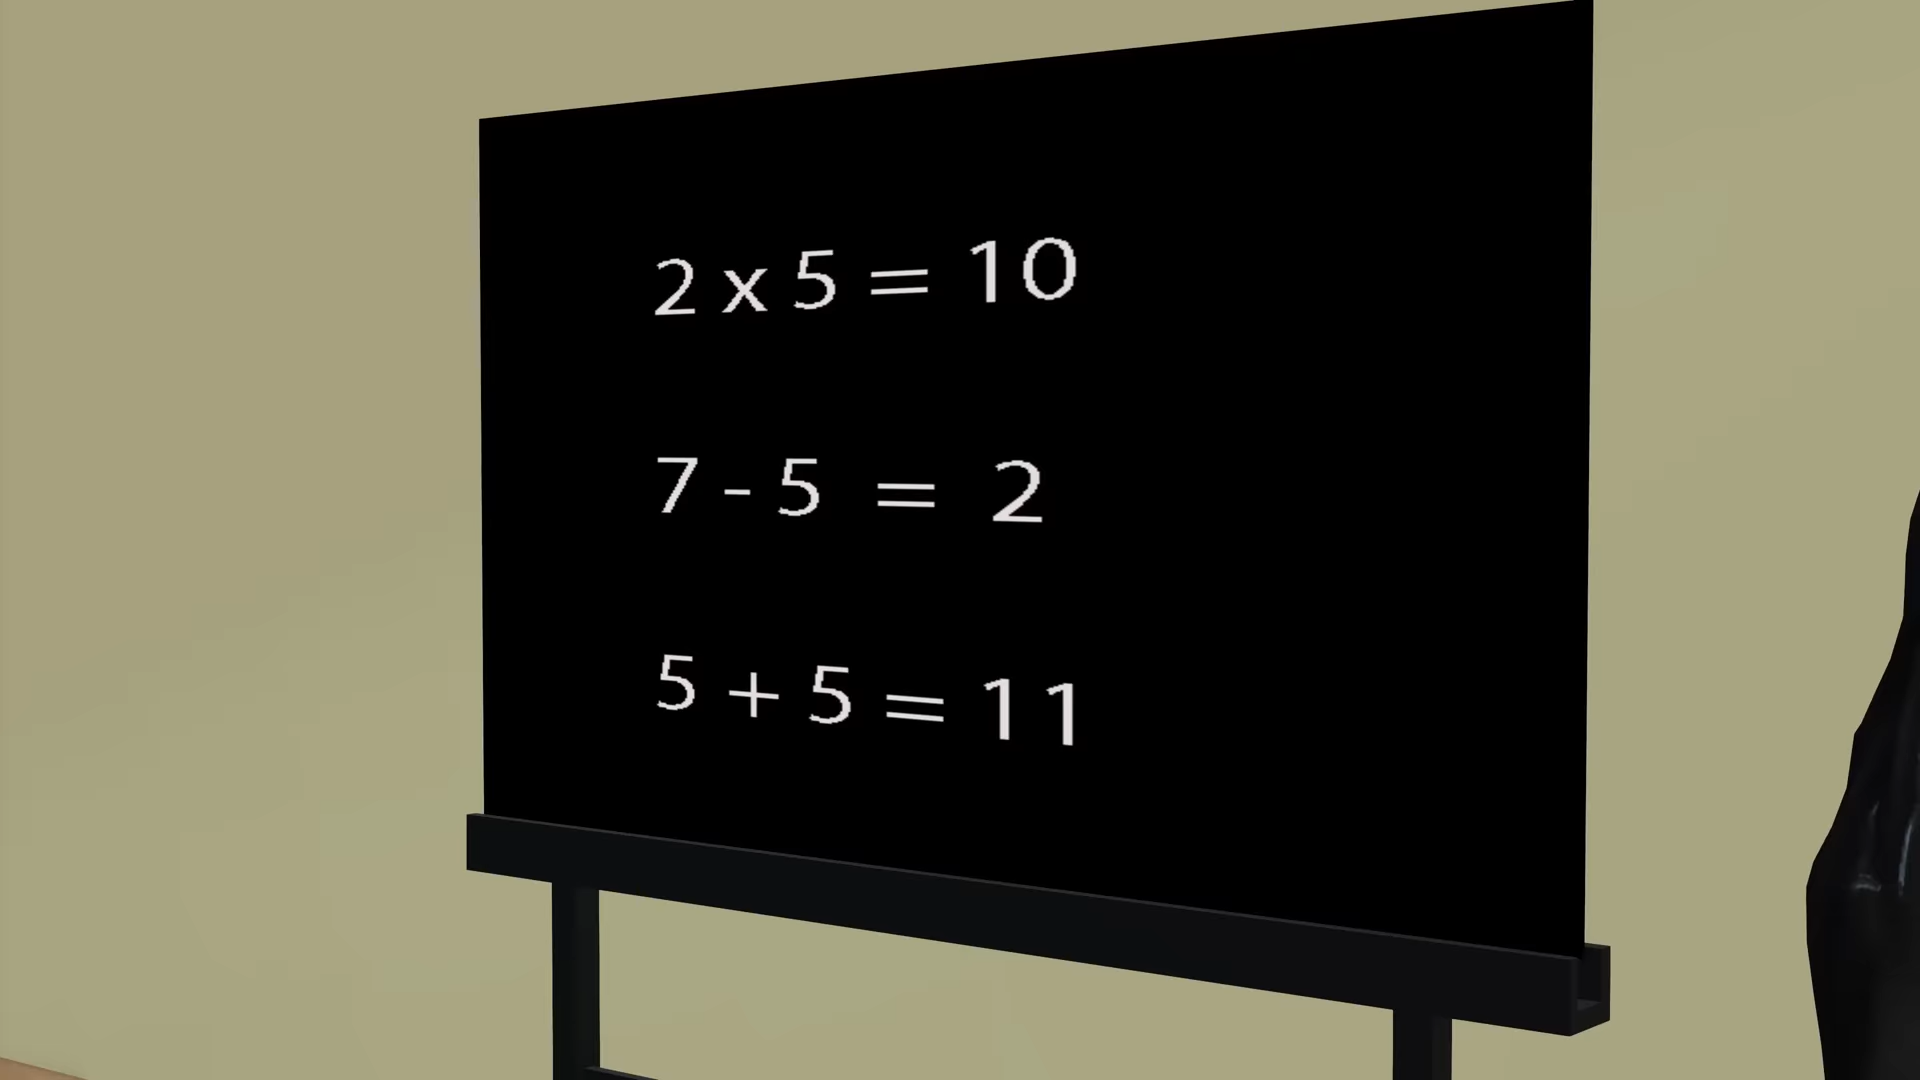 2 x 5 = 10
7 - 5 = 2
5 + 5 = 11